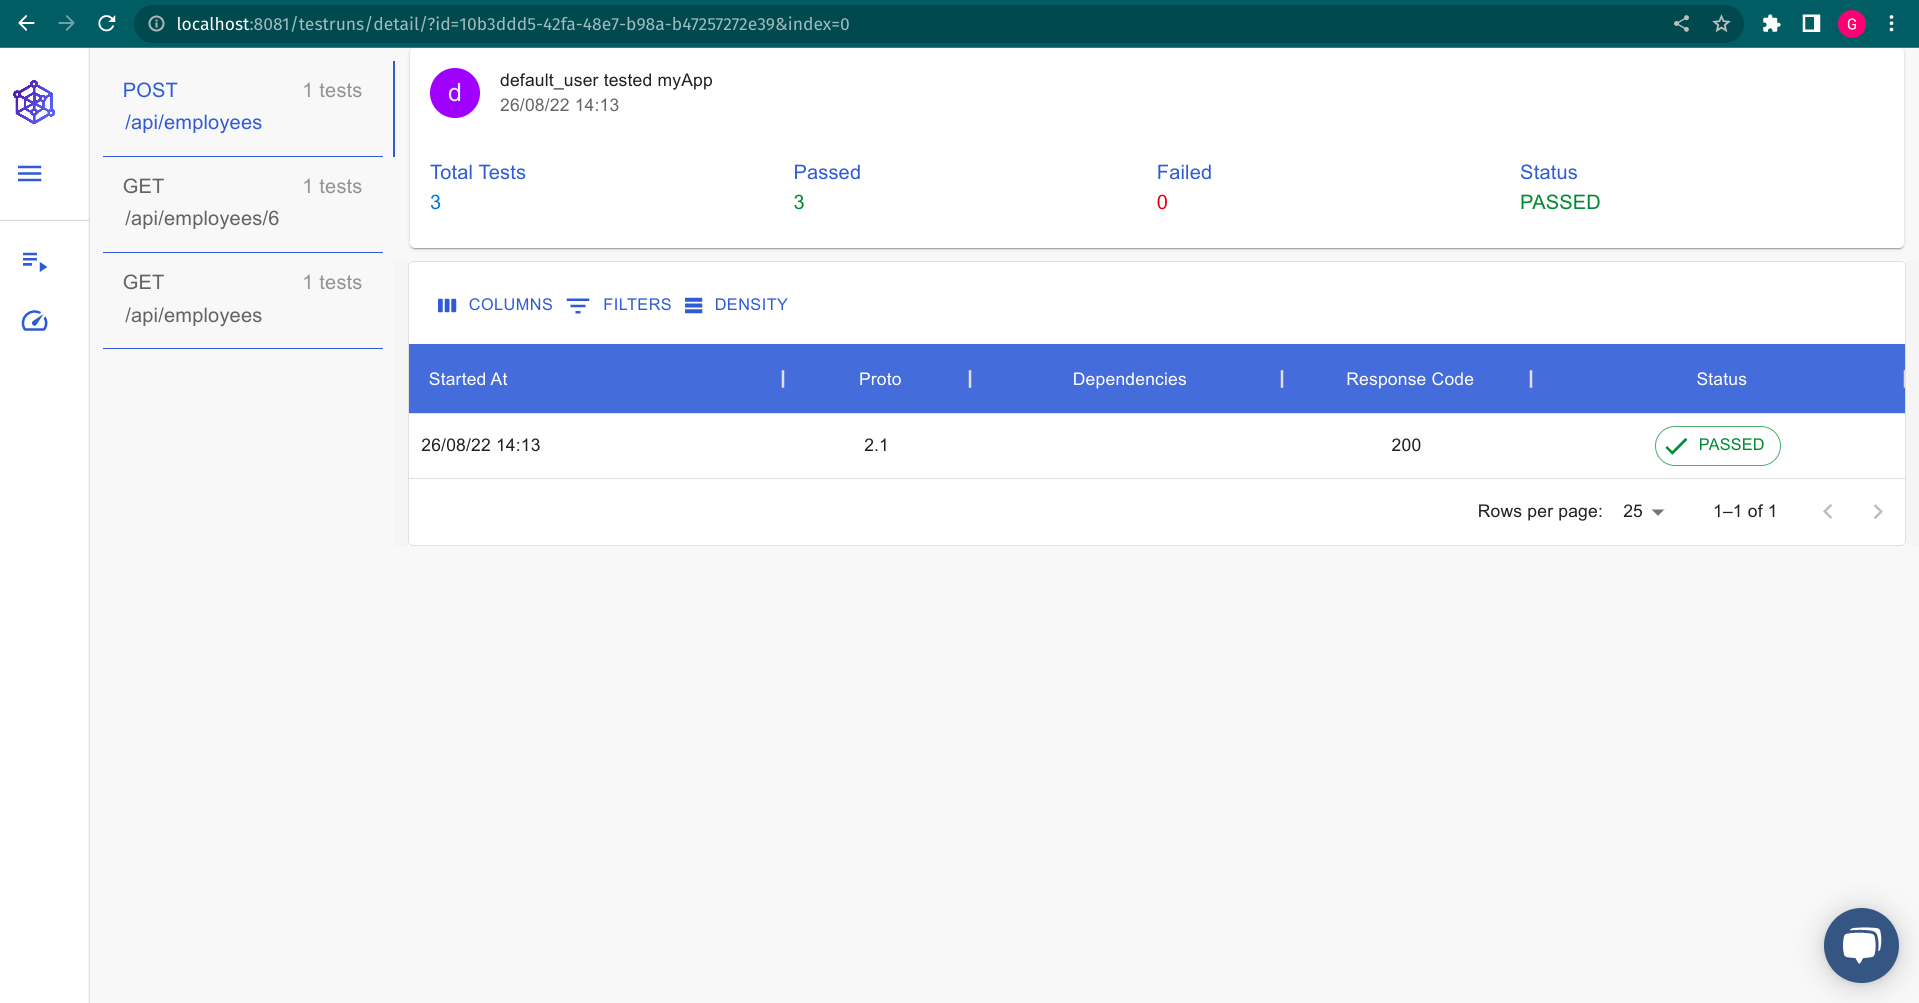 localhost:8081/testruns/detail/?id=10b3ddd5-42fa-48e7-b98a-b47257272e39&index=0
G
POST 1 tests
/api/employees
GET 1 tests
/api/employees/6
GET 1 tests
/api/employees
d
default_user tested myApp
26/08/22 14:13
Total Tests Passed Failed Status
3 3 0 PASSED
COLUMNS FILTERS DENSITY
Started At Proto Dependencies Response Code Status
26/08/22 14:13 2.1 200 PASSED
Rows per page: 25 1–1 of 1